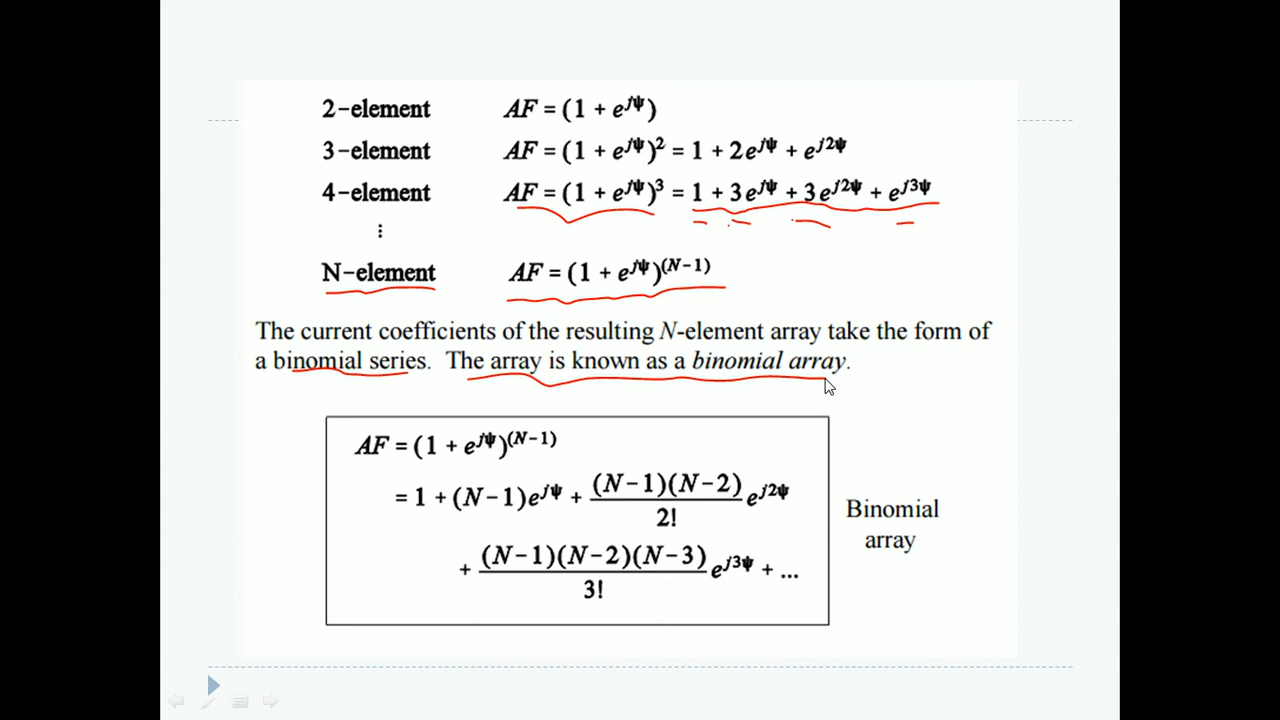 2-element AF = (1 + e^{jψ})
3-element AF = (1 + e^{jψ})^2 = 1 + 2e^{jψ} + e^{j2ψ}
4-element AF = (1 + e^{jψ})^3 = 1 + 3e^{jψ} + 3e^{j2ψ} + e^{j3ψ}
⋮
N-element AF = (1 + e^{jψ})^{(N-1)}
The current coefficients of the resulting N-element array take the form of
a binomial series. The array is known as a binomial array.
AF = (1 + e^{jψ})^{(N-1)}
= 1 + (N-1)e^{jψ} + \frac{(N-1)(N-2)}{2!} e^{j2ψ}
+ \frac{(N-1)(N-2)(N-3)}{3!} e^{j3ψ} + ...
Binomial
array